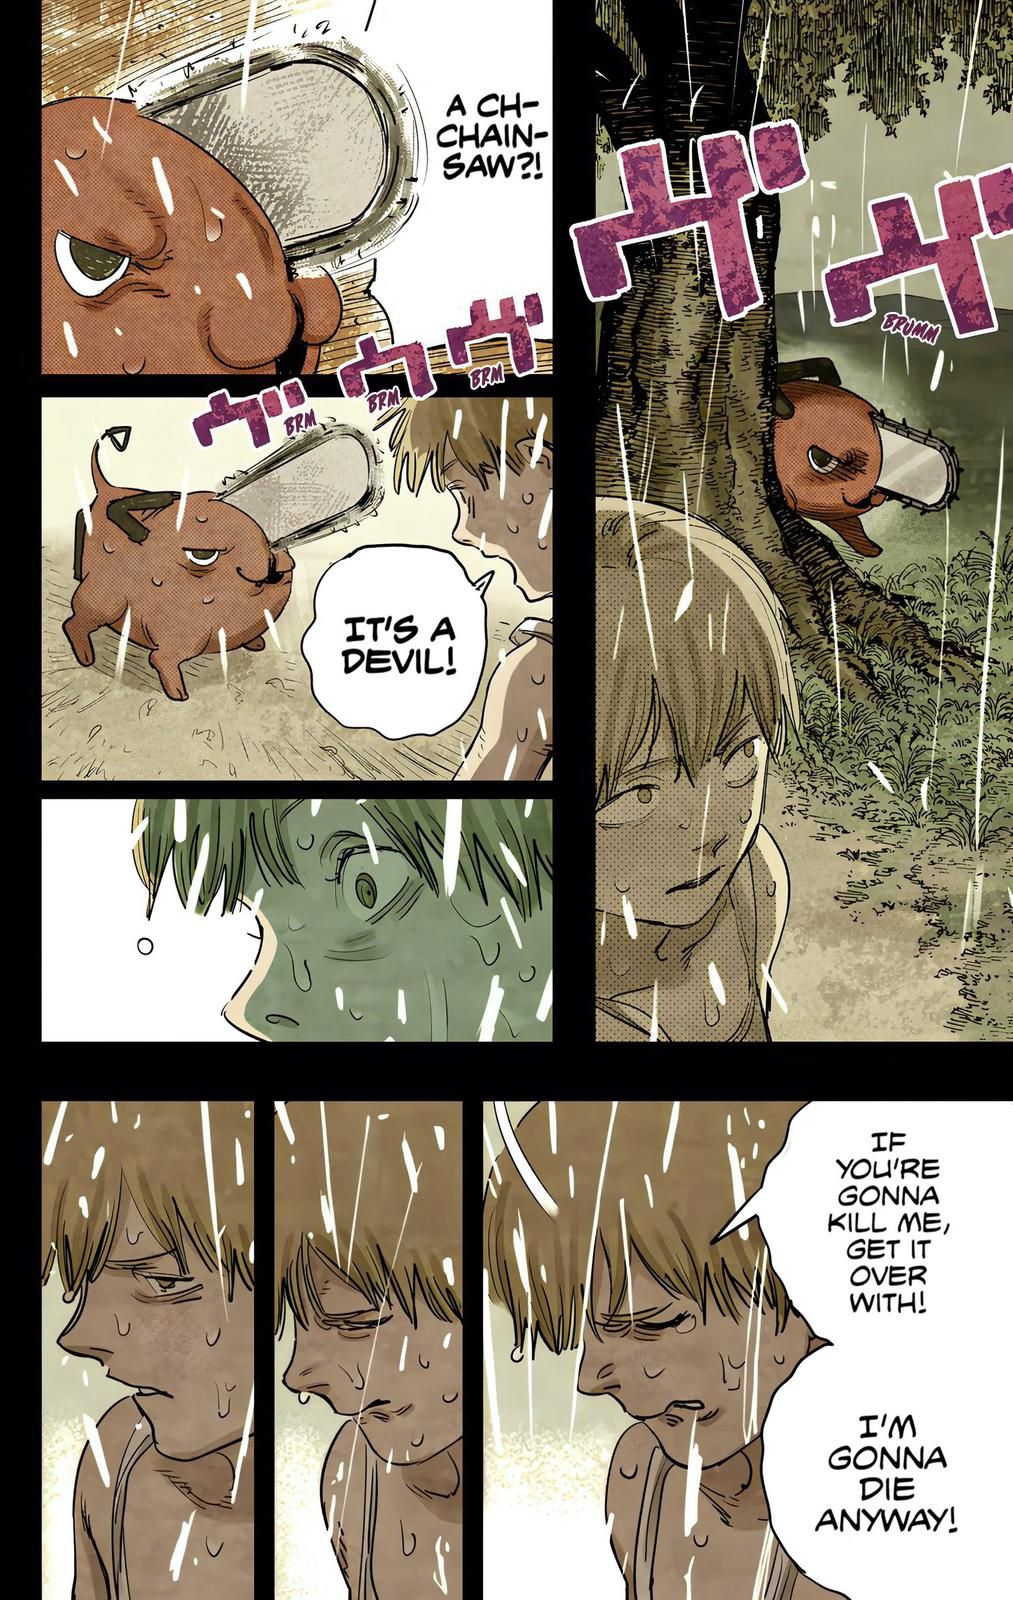 ヴヴ
BRUMM
A CH-
CHAIN-
SAW?!
ヴウヴ
BRM
BRM
BRM
IT'S A
DEVIL!
IF
YOU'RE
GONNA
KILL ME,
GET IT
OVER
WITH!
I'M
GONNA
DIE
ANYWAY!